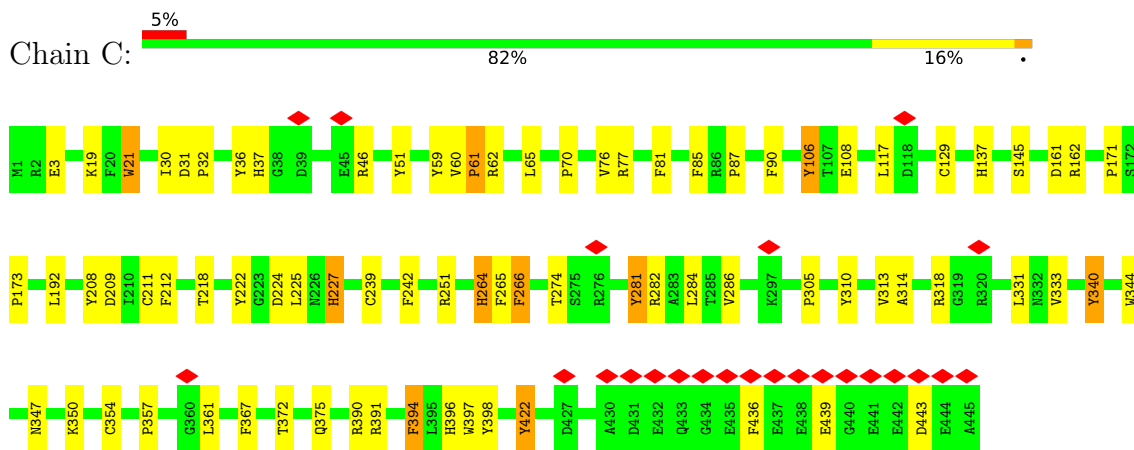 5%
Chain C:
82% 16% •
M1 R2 E3 K19 F20 W21 I30 D31 P32 Y36 H37 G38 D39 E45 R46 Y51 Y59 V60 P61 R62 L65 P70 V76 R77 F81 F85 R86 P87 F90 Y106 T107 E108 L117 D118 C129 H137 S145 D161 R162 P171 S172
P173 L192 Y208 D209 I210 C211 F212 T218 Y222 G223 D224 L225 N226 H227 C239 F242 R251 H264 F265 F266 T274 S275 R276 Y281 R282 A283 L284 T285 V286 K297 P305 Y310 V313 A314 R318 G319 R320 L331 N332 V333 Y340 W344
N347 K350 C354 P357 G360 L361 F367 T372 Q375 R390 R391 F394 L395 H396 W397 Y398 Y422 D427 A430 D431 E432 Q433 G434 E435 F436 E437 E438 E439 G440 E441 E442 D443 E444 A445